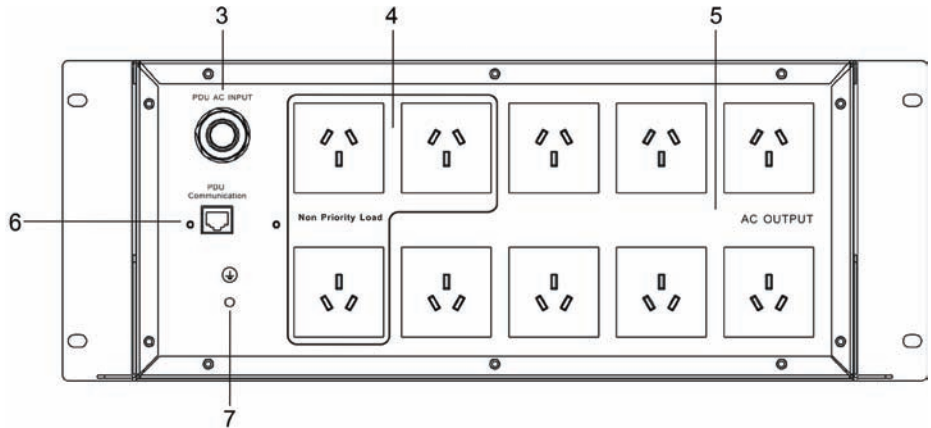 3
4
5
PDU AC INPUT
PDU
Communication
6
Non Priority Load
AC OUTPUT
7